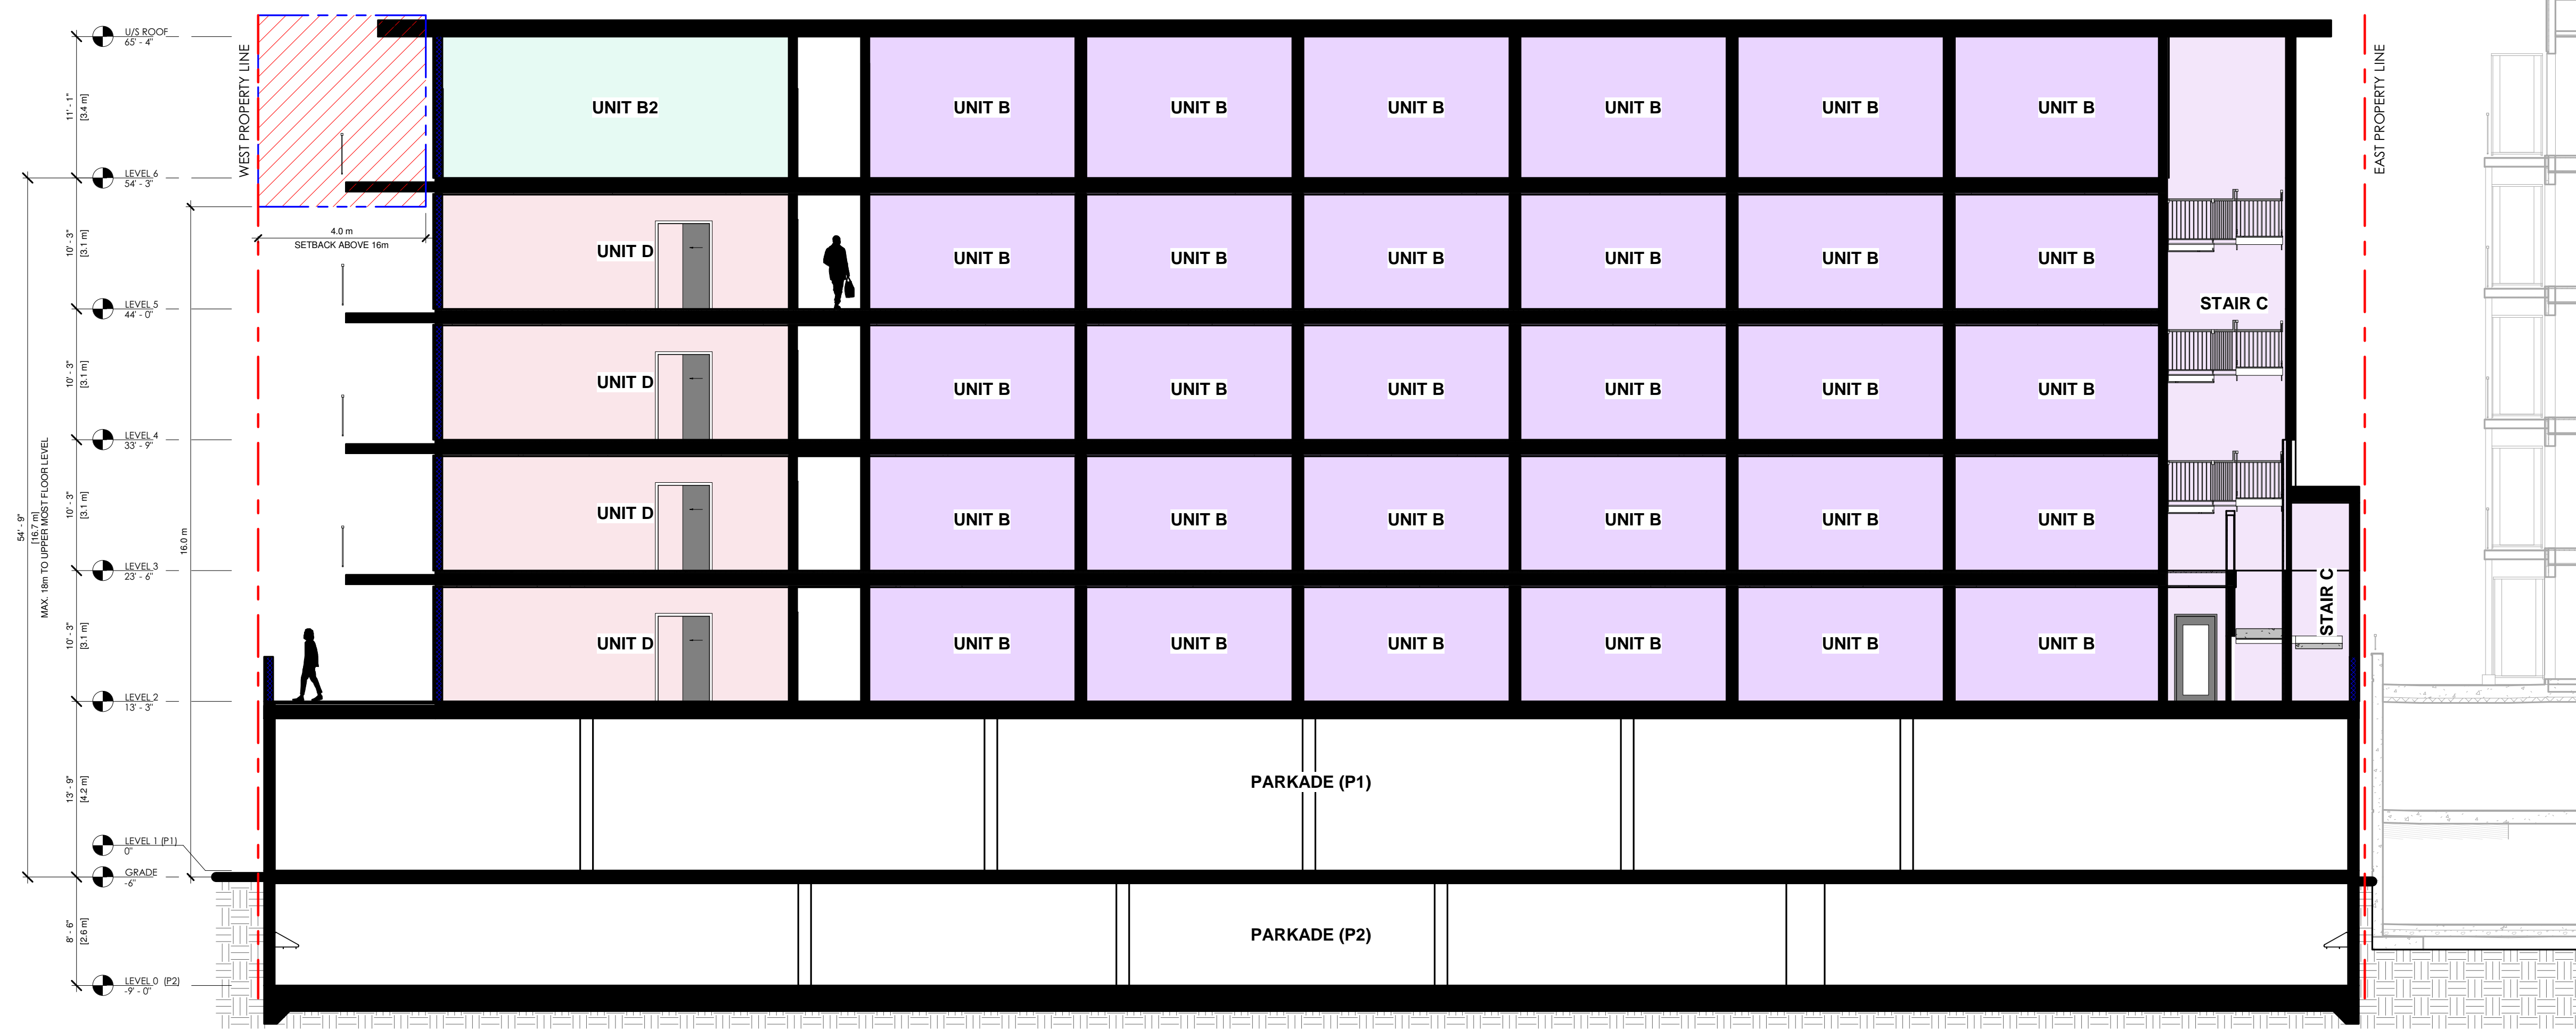 U/S ROOF
65' - 4"
WEST PROPERTY LINE
EAST PROPERTY LINE
11' - 1"
[3.4 m]
UNIT B2
UNIT B
UNIT B
UNIT B
UNIT B
UNIT B
UNIT B
LEVEL 6
54' - 3"
4.0 m
SETBACK ABOVE 16m
10' - 3"
[3.1 m]
UNIT D
UNIT B
UNIT B
UNIT B
UNIT B
UNIT B
UNIT B
STAIR C
LEVEL 5
44' - 0"
10' - 3"
[3.1 m]
UNIT D
UNIT B
UNIT B
UNIT B
UNIT B
UNIT B
UNIT B
LEVEL 4
33' - 9"
10' - 3"
[3.1 m]
UNIT D
UNIT B
UNIT B
UNIT B
UNIT B
UNIT B
UNIT B
54' - 9"
[16.7 m]
MAX. 18m TO UPPER MOST FLOOR LEVEL
16.0 m
LEVEL 3
23' - 6"
STAIR C
10' - 3"
[3.1 m]
UNIT D
UNIT B
UNIT B
UNIT B
UNIT B
UNIT B
UNIT B
LEVEL 2
13' - 3"
13' - 9"
[4.2 m]
PARKADE (P1)
LEVEL 1 (P1)
0"
GRADE
-6"
8' - 6"
[2.6 m]
PARKADE (P2)
LEVEL 0 (P2)
-9' - 0"